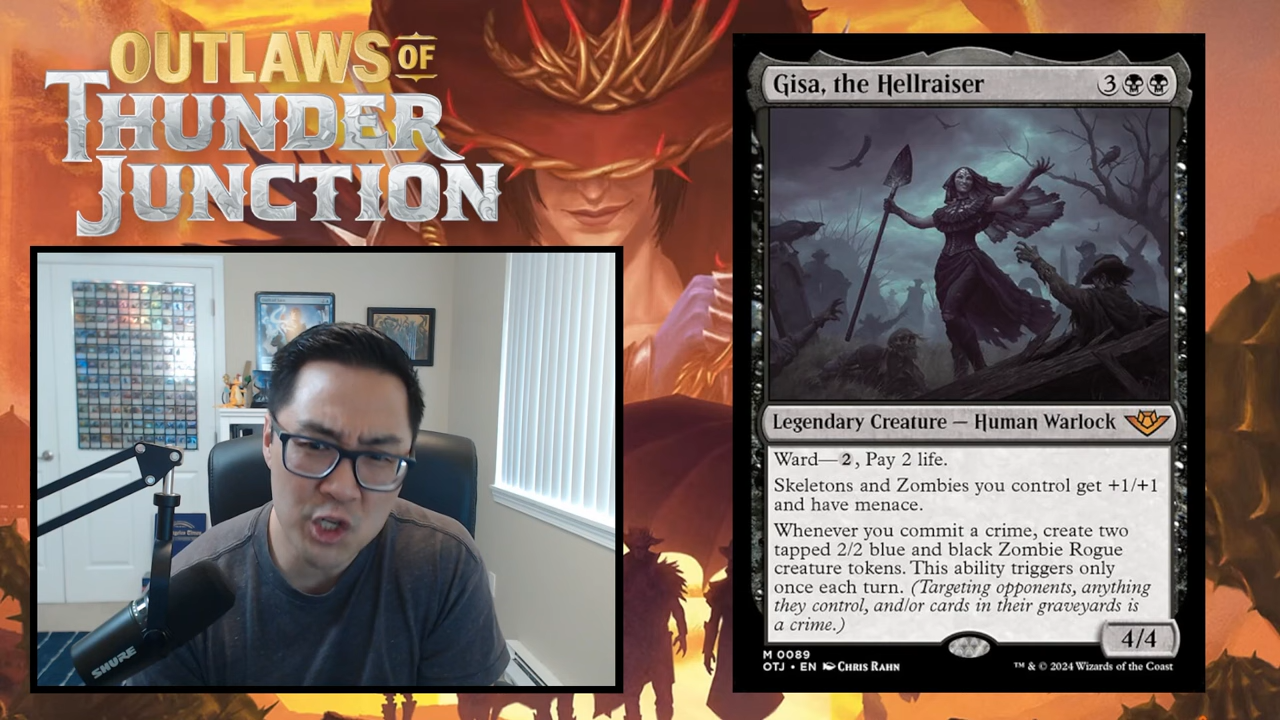 OUTLAWS OF
THUNDER
JUNCTION
SHURE
Gisa, the Hellraiser
3
Legendary Creature — Human Warlock
Ward—2, Pay 2 life.
Skeletons and Zombies you control get +1/+1
and have menace.
Whenever you commit a crime, create two
tapped 2/2 blue and black Zombie Rogue
creature tokens. This ability triggers only
once each turn. (Targeting opponents, anything
they control, and/or cards in their graveyards is
a crime.)
4/4
M 0089
OTJ • EN Chris Rahn
™ & © 2024 Wizards of the Coast